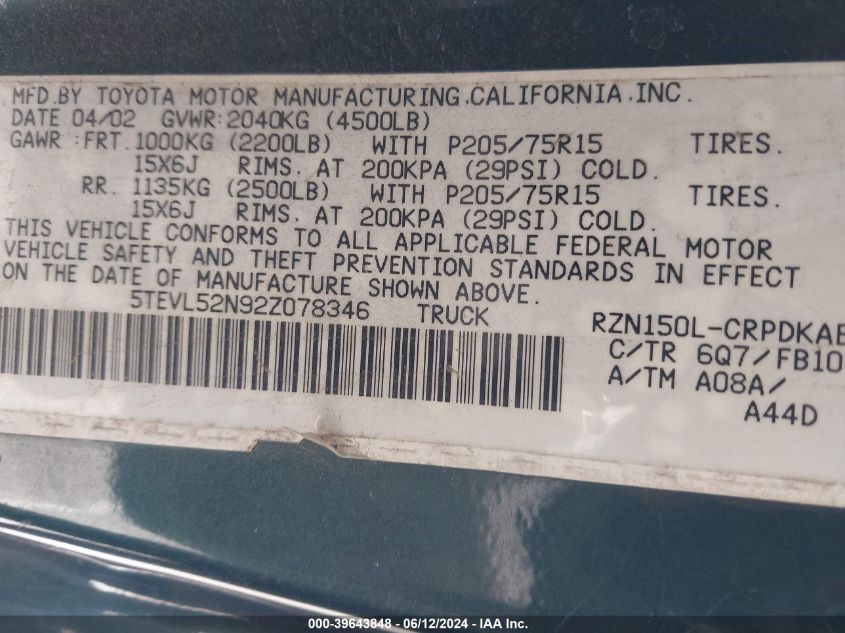 MFD.BY TOYOTA MOTOR MANUFACTURING.CALIFORNIA.INC.
DATE 04/02 GVWR:2040KG (4500LB)
GAWR :FRT.1000KG (2200LB) WITH P205/75R15 TIRES.
15X6J RIMS. AT 200KPA (29PSI) COLD.
RR. 1135KG (2500LB) WITH P205/75R15 TIRES.
15X6J RIMS. AT 200KPA (29PSI) COLD.
THIS VEHICLE CONFORMS TO ALL APPLICABLE FEDERAL MOTOR
VEHICLE SAFETY AND THEFT PREVENTION STANDARDS IN EFFECT
ON THE DATE OF MANUFACTURE SHOWN ABOVE.
5TEVL52N92Z078346 TRUCK
RZN150L-CRPDKAB
C/TR 6Q7/FB10
A/TM A08A/
A44D
000-39643848 - 06/12/2024 - IAA Inc.